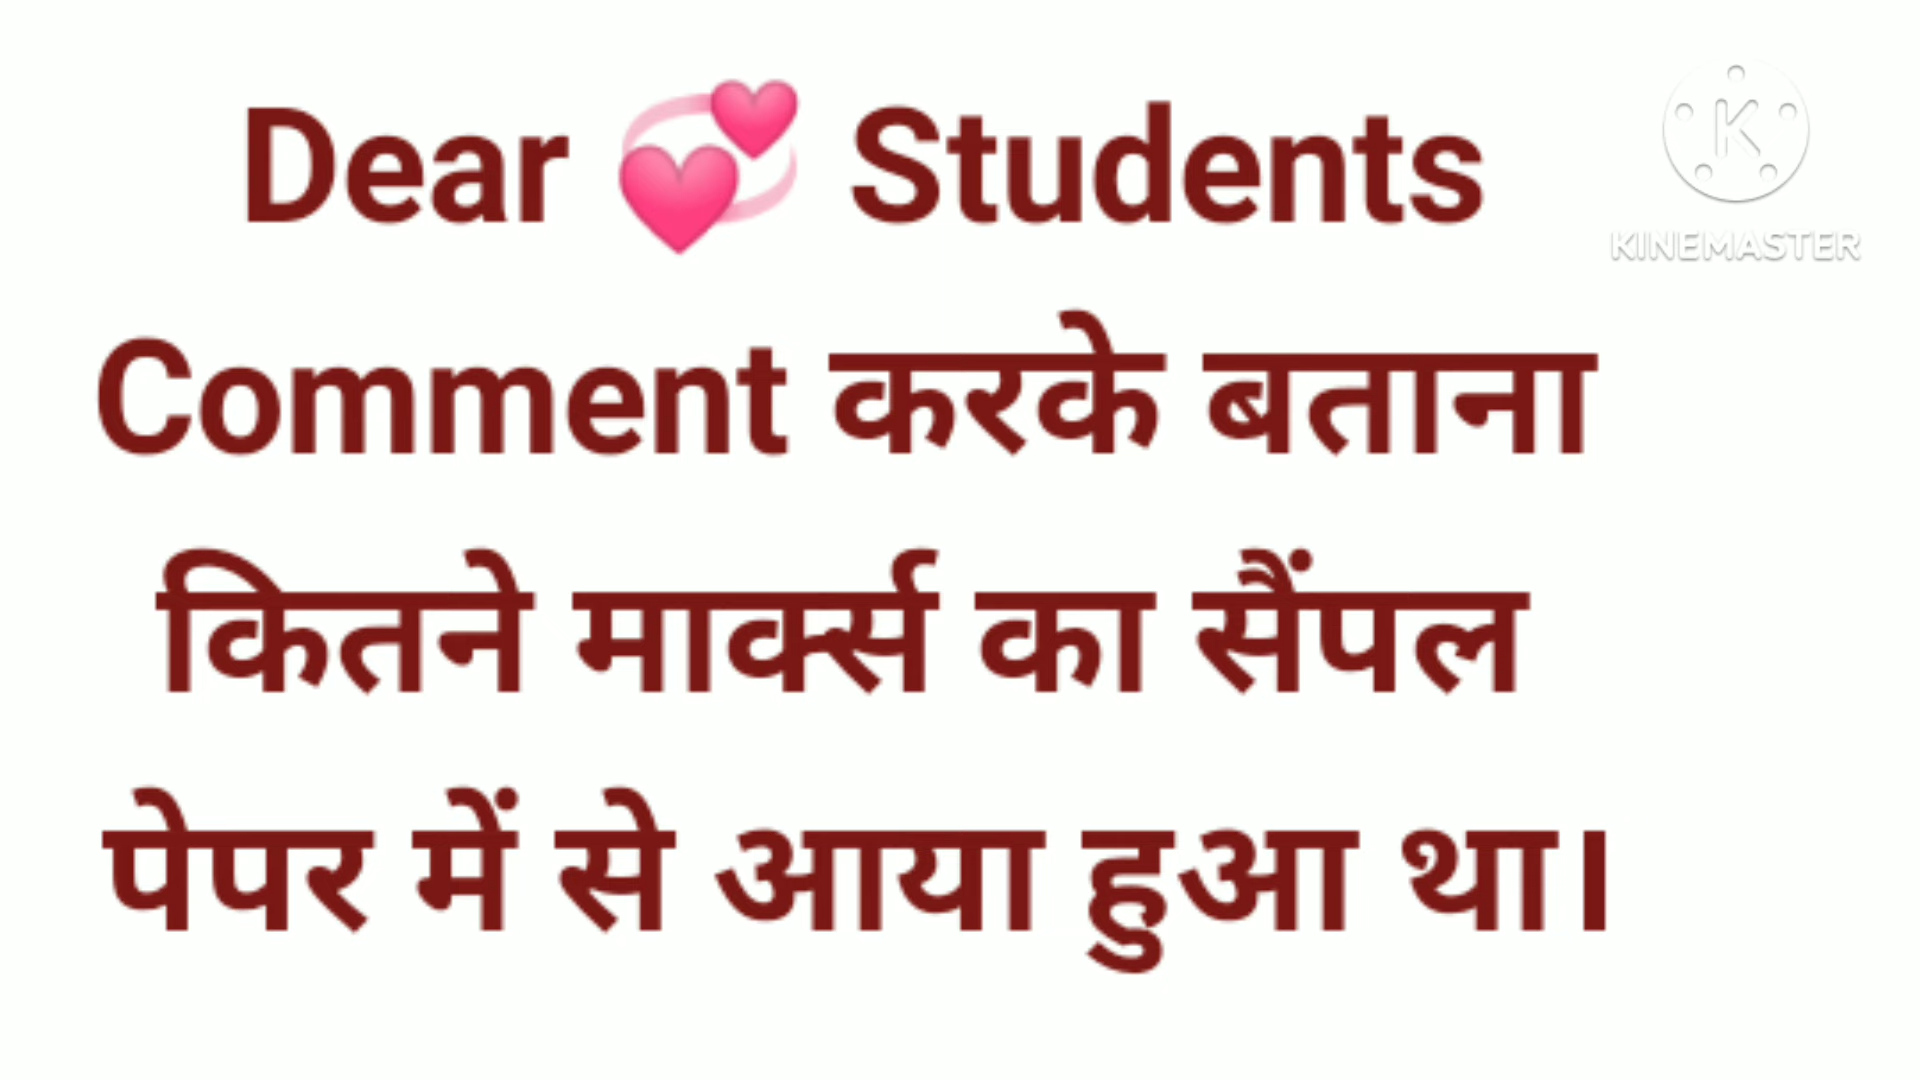 Dear 💞 Students
Comment करके बताना
कितने मार्क्स का सैंपल
पेपर में से आया हुआ था।
K
KINEMASTER